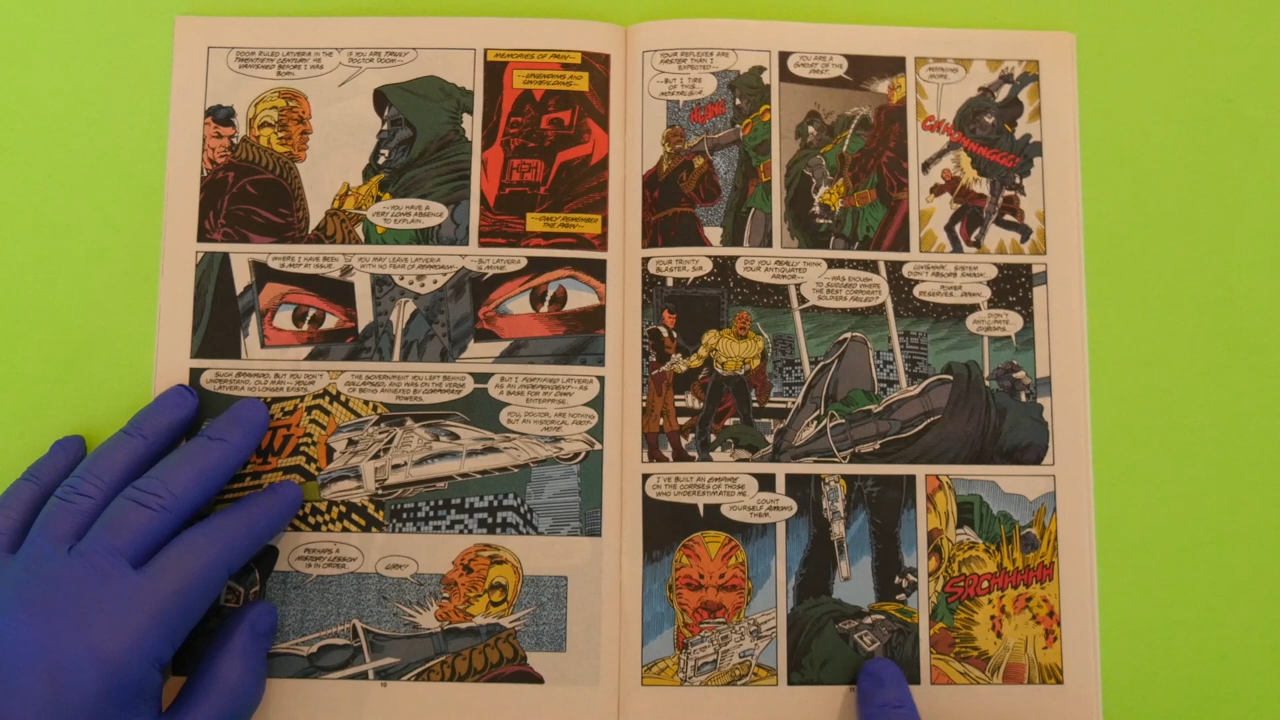 DOOM RULED LATVERIA IN THE
TWENTIETH CENTURY. HE
VANISHED BEFORE I WAS
BORN.
IF YOU ARE TRULY
DOCTOR DOOM--
--YOU HAVE A
VERY LONG ABSENCE
TO EXPLAIN.
MEMORIES OF PAIN--
--UNENDING AND
UNYIELDING--
--ONLY REMEMBER
THE PAIN--
WHERE I HAVE BEEN
IS NOT AT ISSUE.
YOU MAY LEAVE LATVERIA
WITH NO FEAR OF REPRISAL--
--BUT LATVERIA
IS MINE.
SUCH BRAVADO, BUT YOU DON'T
UNDERSTAND, OLD MAN-- YOUR
LATVERIA NO LONGER EXISTS.
THE GOVERNMENT YOU LEFT BEHIND
COLLAPSED, AND WAS ON THE VERGE
OF BEING ANNEXED BY CORPORATE
POWERS.
BUT I FORTIFIED LATVERIA
AS AN INDEPENDENT-- AS
A BASE FOR MY OWN
ENTERPRISE.
YOU, DOCTOR, ARE NOTHING
BUT AN HISTORICAL FOOT-
NOTE.
PERHAPS A
HISTORY LESSON
IS IN ORDER.
URK!
10
YOUR REFLEXES ARE
FASTER THAN I
EXPECTED--
--BUT I TIRE
OF THIS...
NOSTALGIA.
KLANG
YOU ARE A
GHOST OF THE
PAST.
NOTHING
MORE.
YOUR TRINITY
BLASTER, SIR.
DID YOU REALLY THINK
YOUR ANTIQUATED
ARMOR--
--WAS ENOUGH
TO SUCCEED WHERE
THE BEST CORPORATE
SOLDIERS FAILED?
SYSTEM
DIDN'T ABSORB SHOCK...
...POWER
RESERVES... DOWN...
...DIDN'T
ANTICIPATE...
I'VE BUILT AN EMPIRE
ON THE CORPSES OF THOSE
WHO UNDERESTIMATED ME.
COUNT
YOURSELF AMONG
THEM.
SRCHHHHH
11